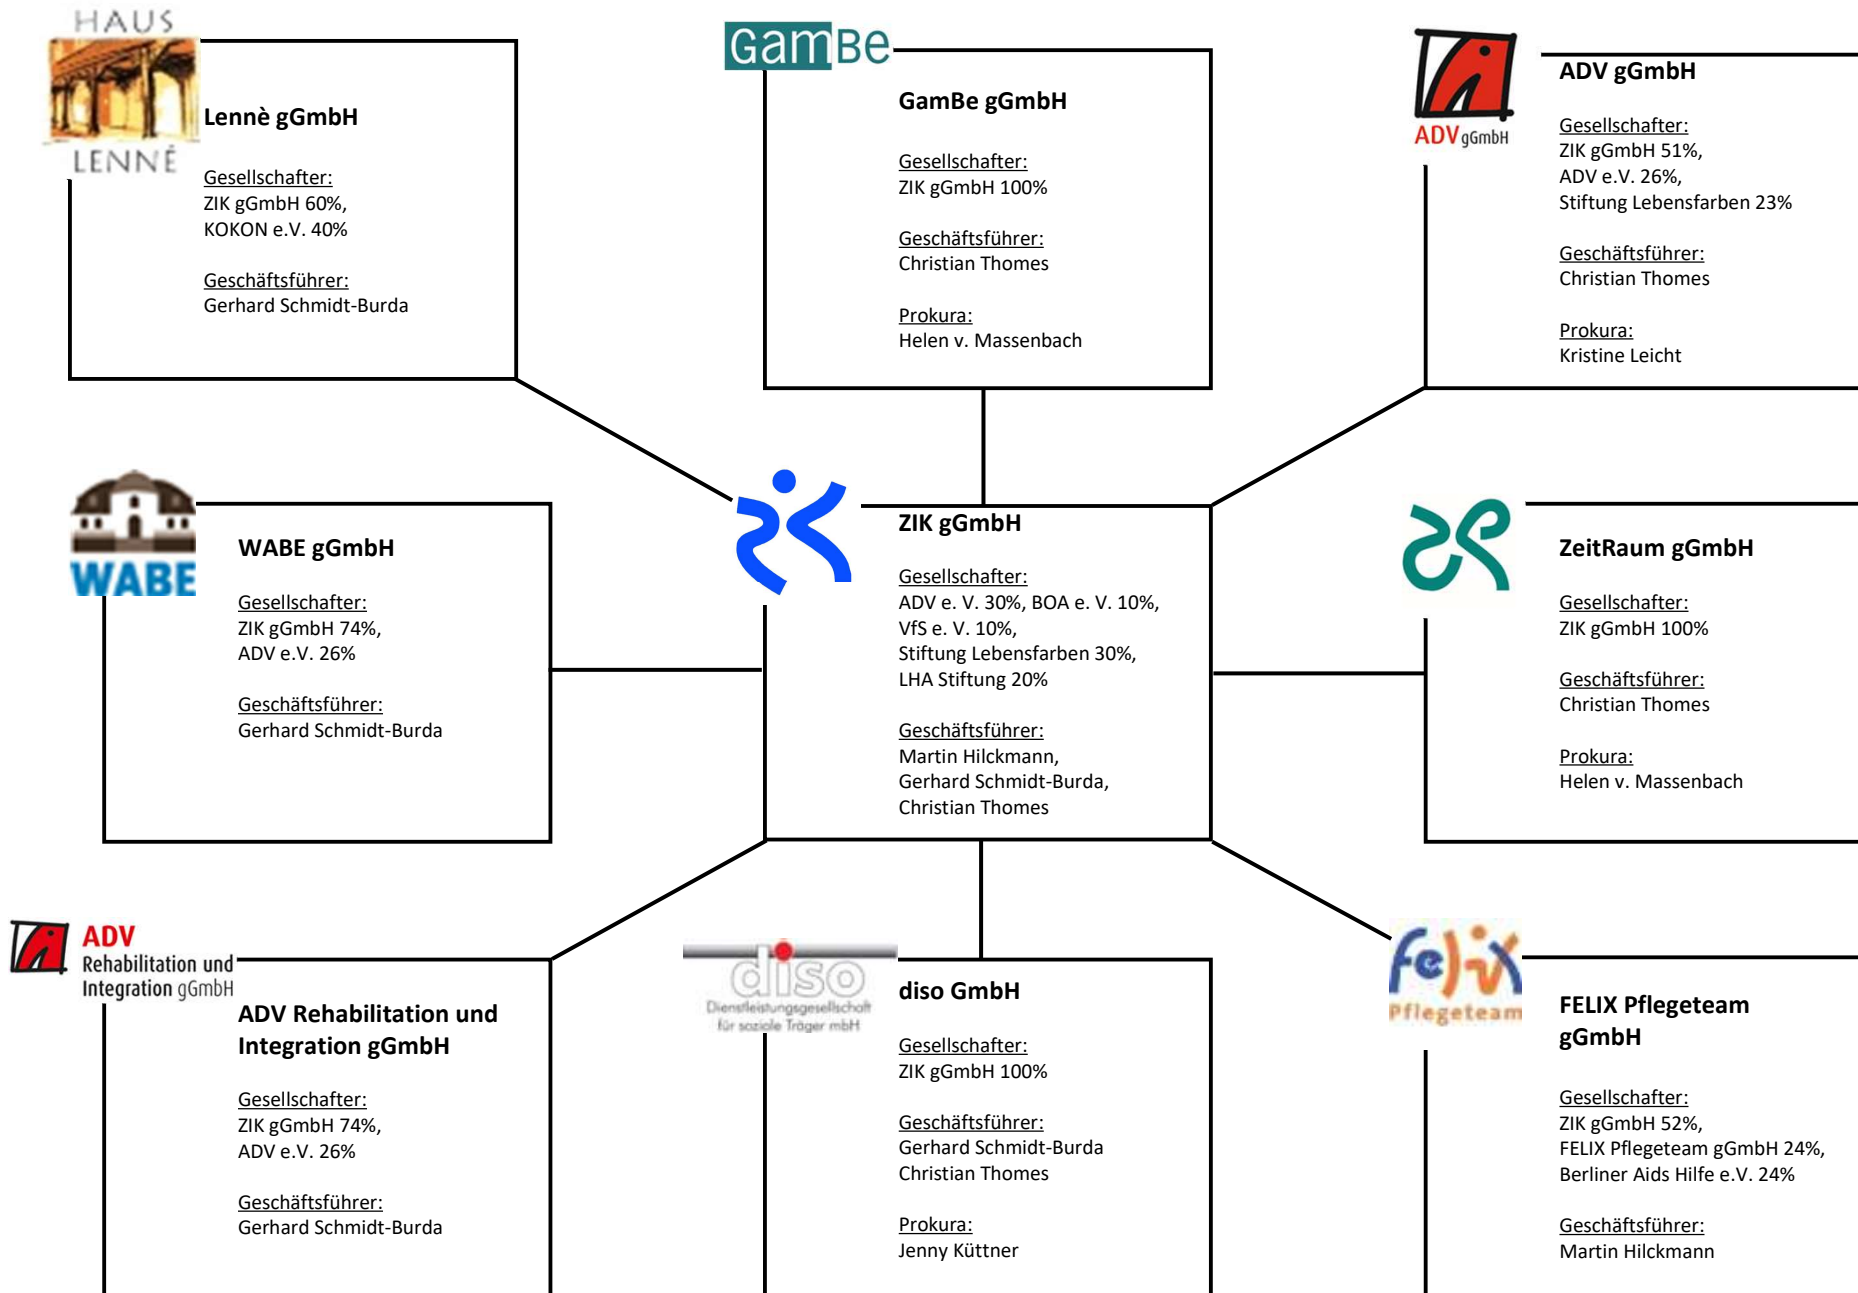 HAUS
LENNÉ
Lennè gGmbH
Gesellschafter:
ZIK gGmbH 60%,
KOKON e.V. 40%
Geschäftsführer:
Gerhard Schmidt-Burda
GamBe
GamBe gGmbH
Gesellschafter:
ZIK gGmbH 100%
Geschäftsführer:
Christian Thomes
Prokura:
Helen v. Massenbach
ADV gGmbH
ADV gGmbH
Gesellschafter:
ZIK gGmbH 51%,
ADV e.V. 26%,
Stiftung Lebensfarben 23%
Geschäftsführer:
Christian Thomes
Prokura:
Kristine Leicht
WABE
WABE gGmbH
Gesellschafter:
ZIK gGmbH 74%,
ADV e.V. 26%
Geschäftsführer:
Gerhard Schmidt-Burda
ZIK gGmbH
Gesellschafter:
ADV e. V. 30%, BOA e. V. 10%,
VfS e. V. 10%,
Stiftung Lebensfarben 30%,
LHA Stiftung 20%
Geschäftsführer:
Martin Hilckmann,
Gerhard Schmidt-Burda,
Christian Thomes
ZeitRaum gGmbH
Gesellschafter:
ZIK gGmbH 100%
Geschäftsführer:
Christian Thomes
Prokura:
Helen v. Massenbach
ADV
Rehabilitation und
Integration gGmbH
ADV Rehabilitation und
Integration gGmbH
Gesellschafter:
ZIK gGmbH 74%,
ADV e.V. 26%
Geschäftsführer:
Gerhard Schmidt-Burda
diso
Dienstleistungsgesellschaft
für soziale Träger mbH
diso GmbH
Gesellschafter:
ZIK gGmbH 100%
Geschäftsführer:
Gerhard Schmidt-Burda
Christian Thomes
Prokura:
Jenny Küttner
Felix
Pflegeteam
FELIX Pflegeteam
gGmbH
Gesellschafter:
ZIK gGmbH 52%,
FELIX Pflegeteam gGmbH 24%,
Berliner Aids Hilfe e.V. 24%
Geschäftsführer:
Martin Hilckmann